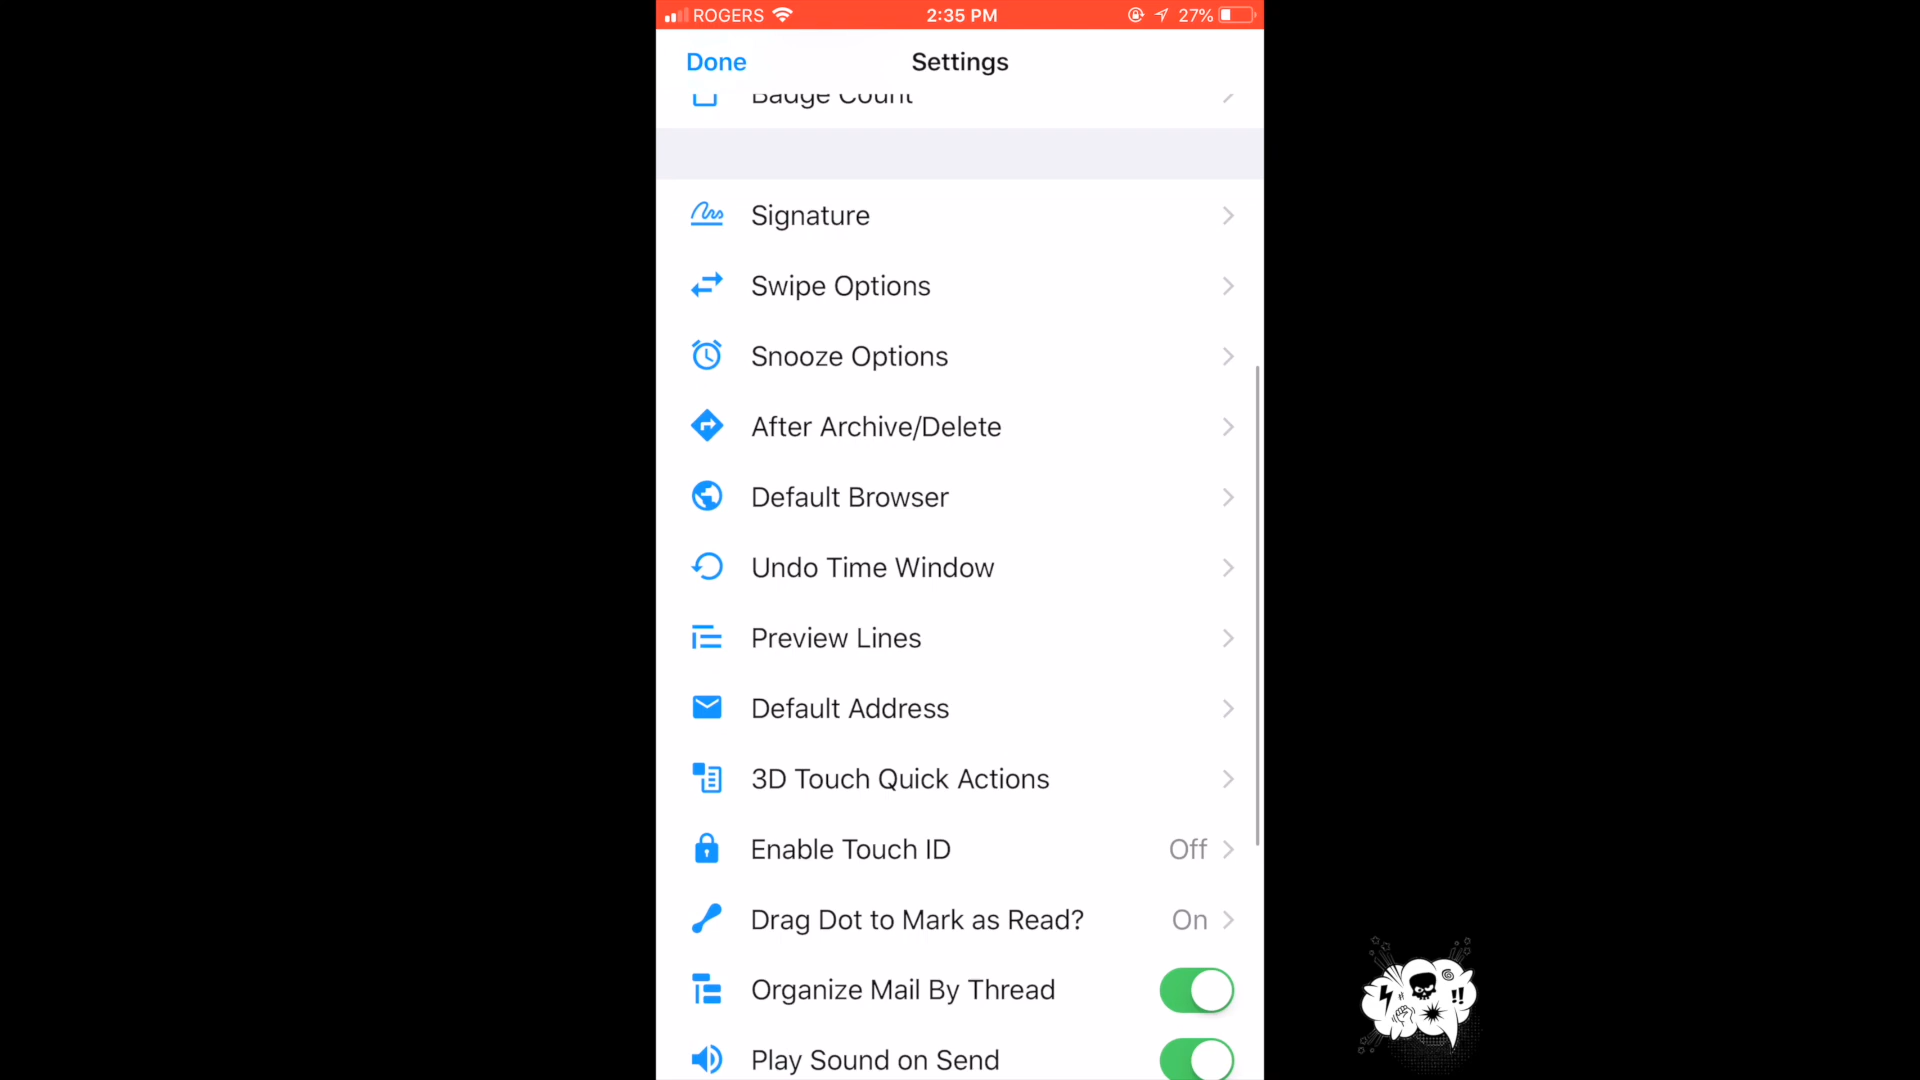 ROGERS 2:35 PM 27%
Done Settings
Badge Count
Signature
Swipe Options
Snooze Options
After Archive/Delete
Default Browser
Undo Time Window
Preview Lines
Default Address
3D Touch Quick Actions
Enable Touch ID Off
Drag Dot to Mark as Read? On
Organize Mail By Thread
Play Sound on Send
!!